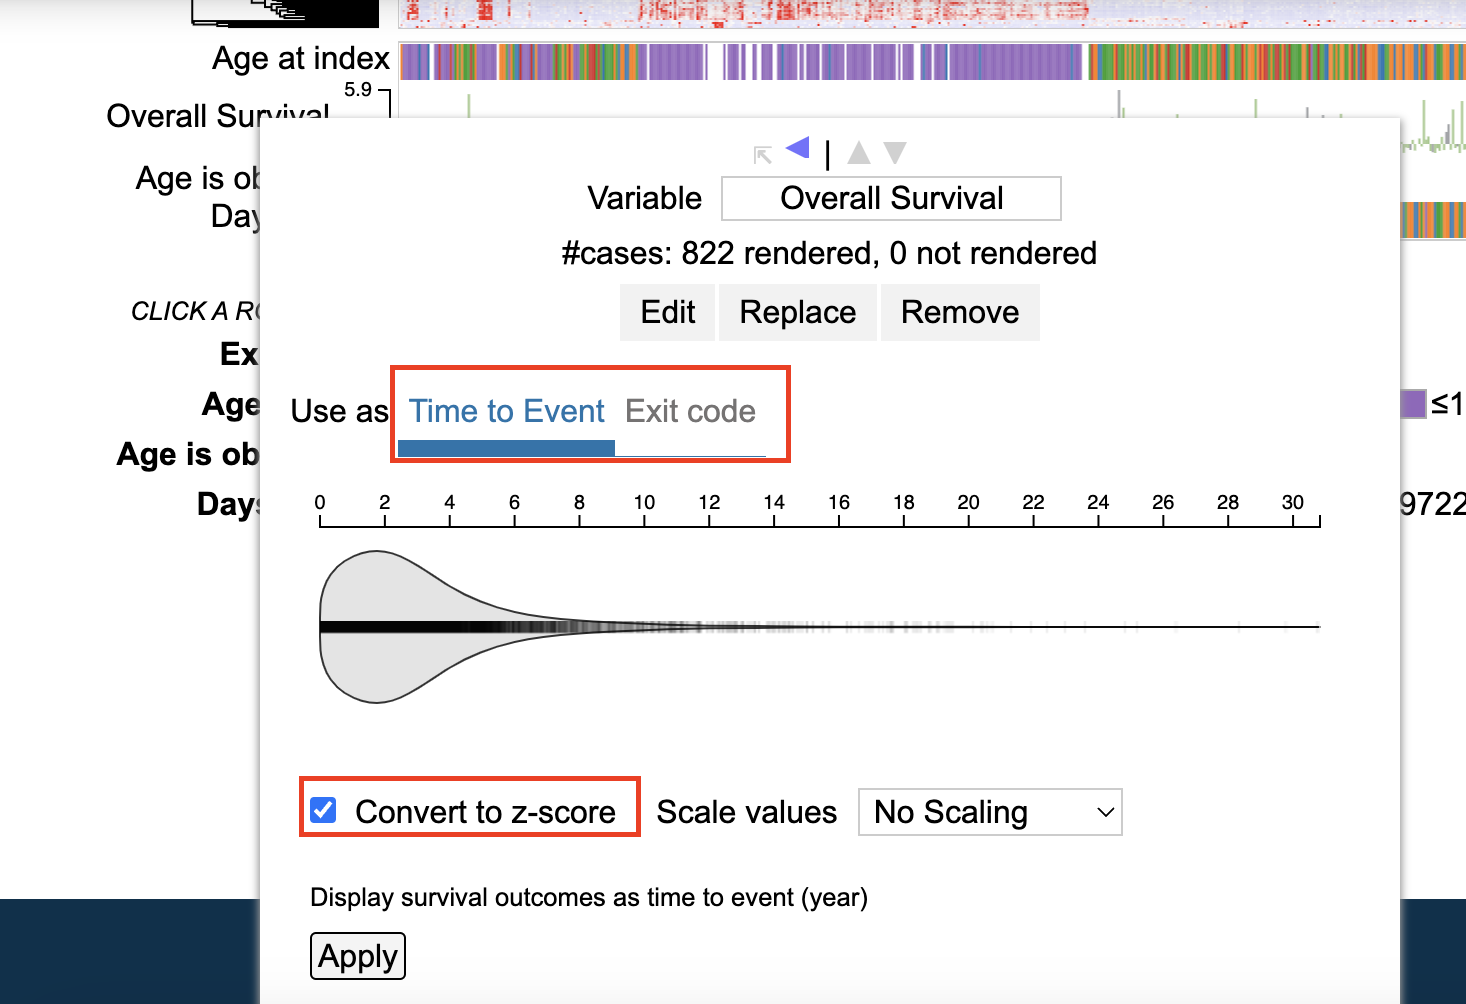 Age at index
5.9
Overall Survival
Variable Overall Survival
Age is ob
#cases: 822 rendered, 0 not rendered
Day
Edit Replace Remove
CLICK A RO
Ex
Age
Use as Time to Event Exit code
≤1
Age is ob
Days
0 2 4 6 8 10 12 14 16 18 20 22 24 26 28 30
9722
Convert to z-score Scale values No Scaling
Display survival outcomes as time to event (year)
Apply